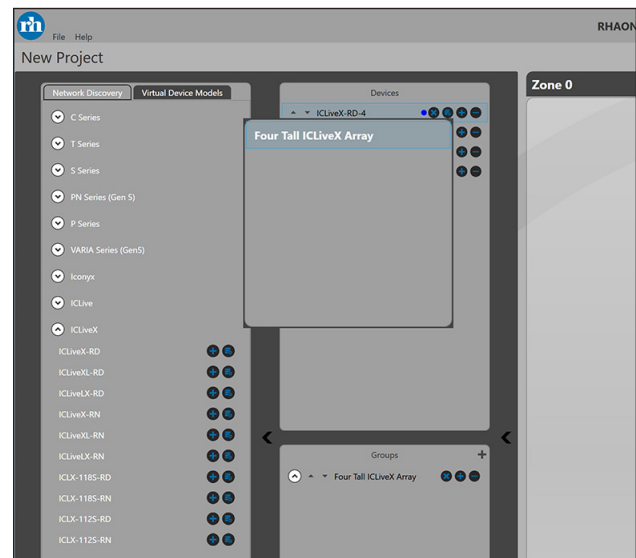 rh
File Help
RHAON
New Project
Network Discovery Virtual Device Models
C Series
T Series
S Series
PN Series (Gen 5)
P Series
VARIA Series (Gen5)
Iconyx
ICLive
ICLiveX
ICLiveX-RD
ICLiveXL-RD
ICLiveLX-RD
ICLiveX-RN
ICLiveXL-RN
ICLiveLX-RN
ICLX-118S-RD
ICLX-118S-RN
ICLX-112S-RD
ICLX-112S-RN
Devices
ICLiveX-RD-4
Four Tall ICLiveX Array
Groups
Four Tall ICLiveX Array
Zone 0